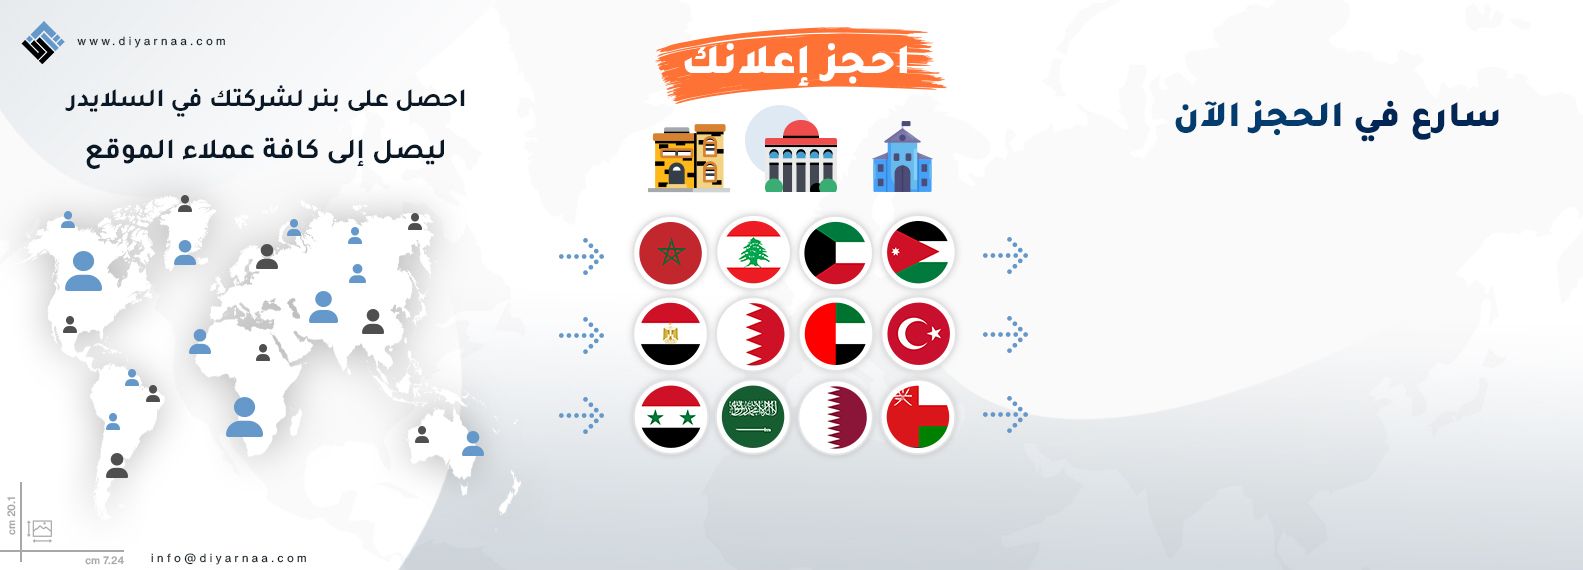 www.diyarnaa.com
احصل على بنر لشركتك في السلايدر
ليصل إلى كافة عملاء الموقع
احجز إعلانك
سارع في الحجز الآن
cm 20.1
cm 7.24
info@diyarnaa.com